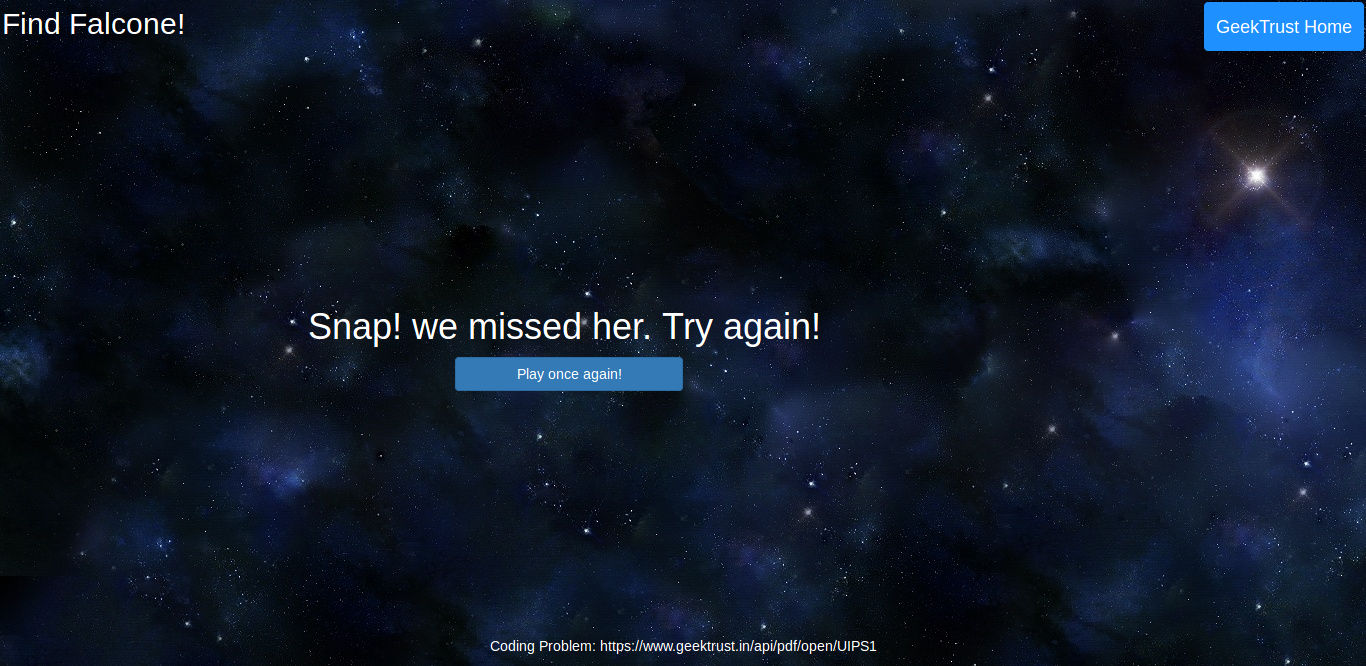 Find Falcone!
GeekTrust Home
Snap! we missed her. Try again!
Play once again!
Coding Problem: https://www.geektrust.in/api/pdf/open/UIPS1